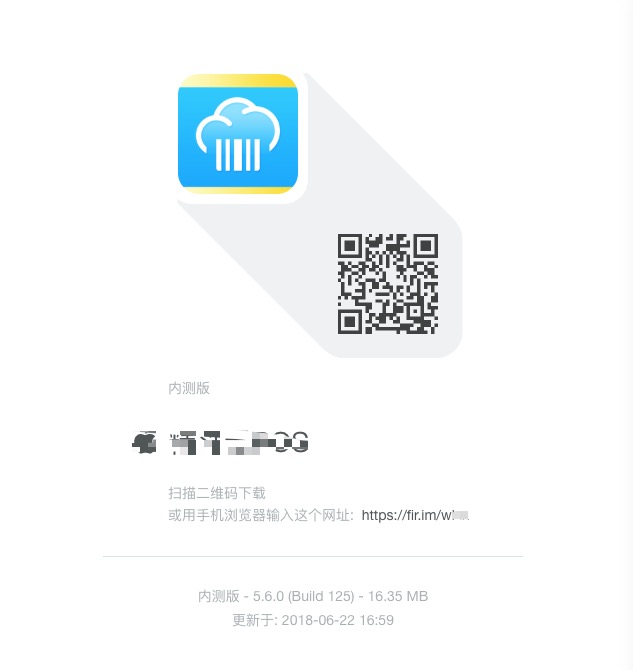 内测版
扫描二维码下载
或用手机浏览器输入这个网址: https://fir.im/w
内测版 - 5.6.0 (Build 125) - 16.35 MB
更新于: 2018-06-22 16:59